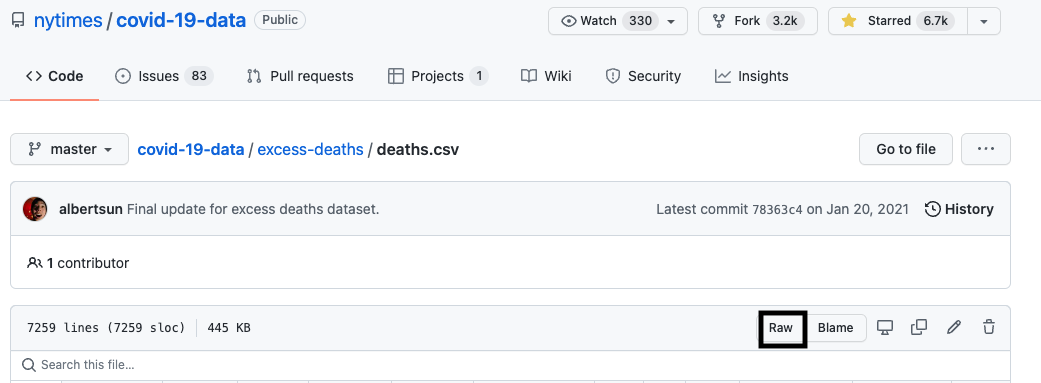 nytimes / covid-19-data Public
Watch 330 Fork 3.2k Starred 6.7k
Code Issues 83 Pull requests Projects 1 Wiki Security Insights
master covid-19-data / excess-deaths / deaths.csv Go to file ...
albertsun Final update for excess deaths dataset. Latest commit 78363c4 on Jan 20, 2021 History
1 contributor
7259 lines (7259 sloc) 445 KB Raw Blame
Search this file...